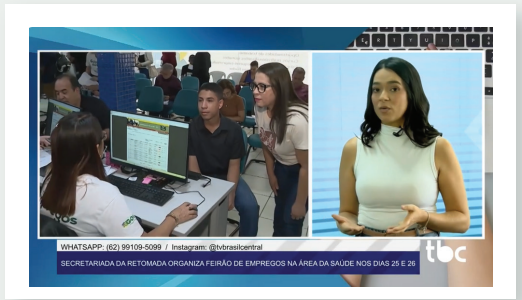 WHATSAPP: (62) 99109-5099 / Instagram: @tvbrasilcentral
SECRETARIADA DA RETOMADA ORGANIZA FEIRÃO DE EMPREGOS NA ÁREA DA SAÚDE NOS DIAS 25 E 26
tbc